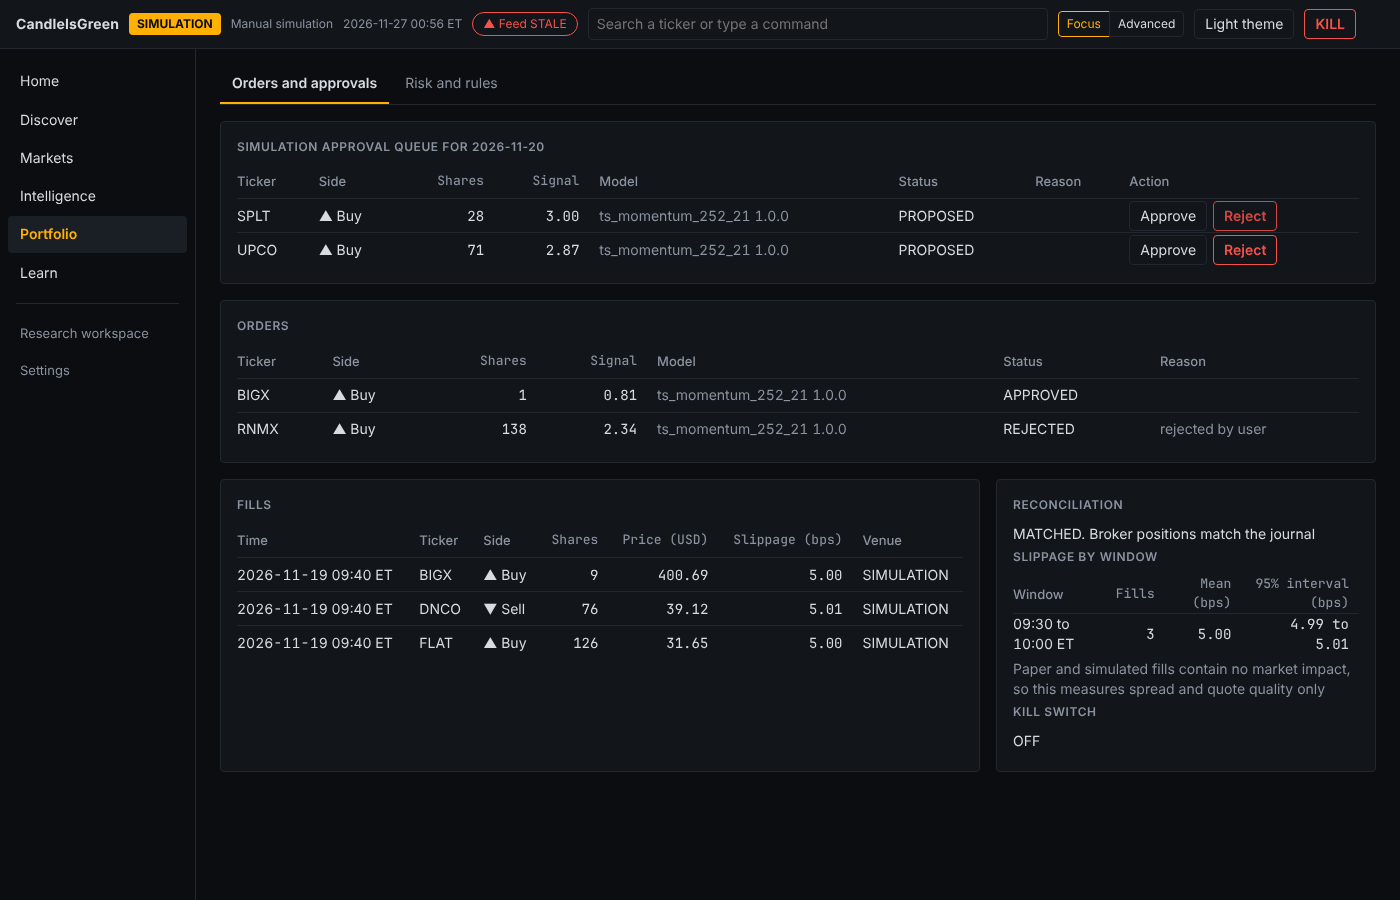 CandleIsGreen SIMULATION Manual simulation 2026-11-27 00:56 ET ▲ Feed STALE Search a ticker or type a command Focus Advanced Light theme KILL
Home
Discover
Markets
Intelligence
Portfolio
Learn
Research workspace
Settings
Orders and approvals Risk and rules
SIMULATION APPROVAL QUEUE FOR 2026-11-20
Ticker Side Shares Signal Model Status Reason Action
SPLT ▲ Buy 28 3.00 ts_momentum_252_21 1.0.0 PROPOSED Approve Reject
UPCO ▲ Buy 71 2.87 ts_momentum_252_21 1.0.0 PROPOSED Approve Reject
ORDERS
Ticker Side Shares Signal Model Status Reason
BIGX ▲ Buy 1 0.81 ts_momentum_252_21 1.0.0 APPROVED
RNMX ▲ Buy 138 2.34 ts_momentum_252_21 1.0.0 REJECTED rejected by user
FILLS
Time Ticker Side Shares Price (USD) Slippage (bps) Venue
2026-11-19 09:40 ET BIGX ▲ Buy 9 400.69 5.00 SIMULATION
2026-11-19 09:40 ET DNCO ▼ Sell 76 39.12 5.01 SIMULATION
2026-11-19 09:40 ET FLAT ▲ Buy 126 31.65 5.00 SIMULATION
RECONCILIATION
MATCHED. Broker positions match the journal
SLIPPAGE BY WINDOW
Window Fills Mean (bps) 95% interval (bps)
09:30 to 10:00 ET 3 5.00 4.99 to 5.01
Paper and simulated fills contain no market impact,
so this measures spread and quote quality only
KILL SWITCH
OFF